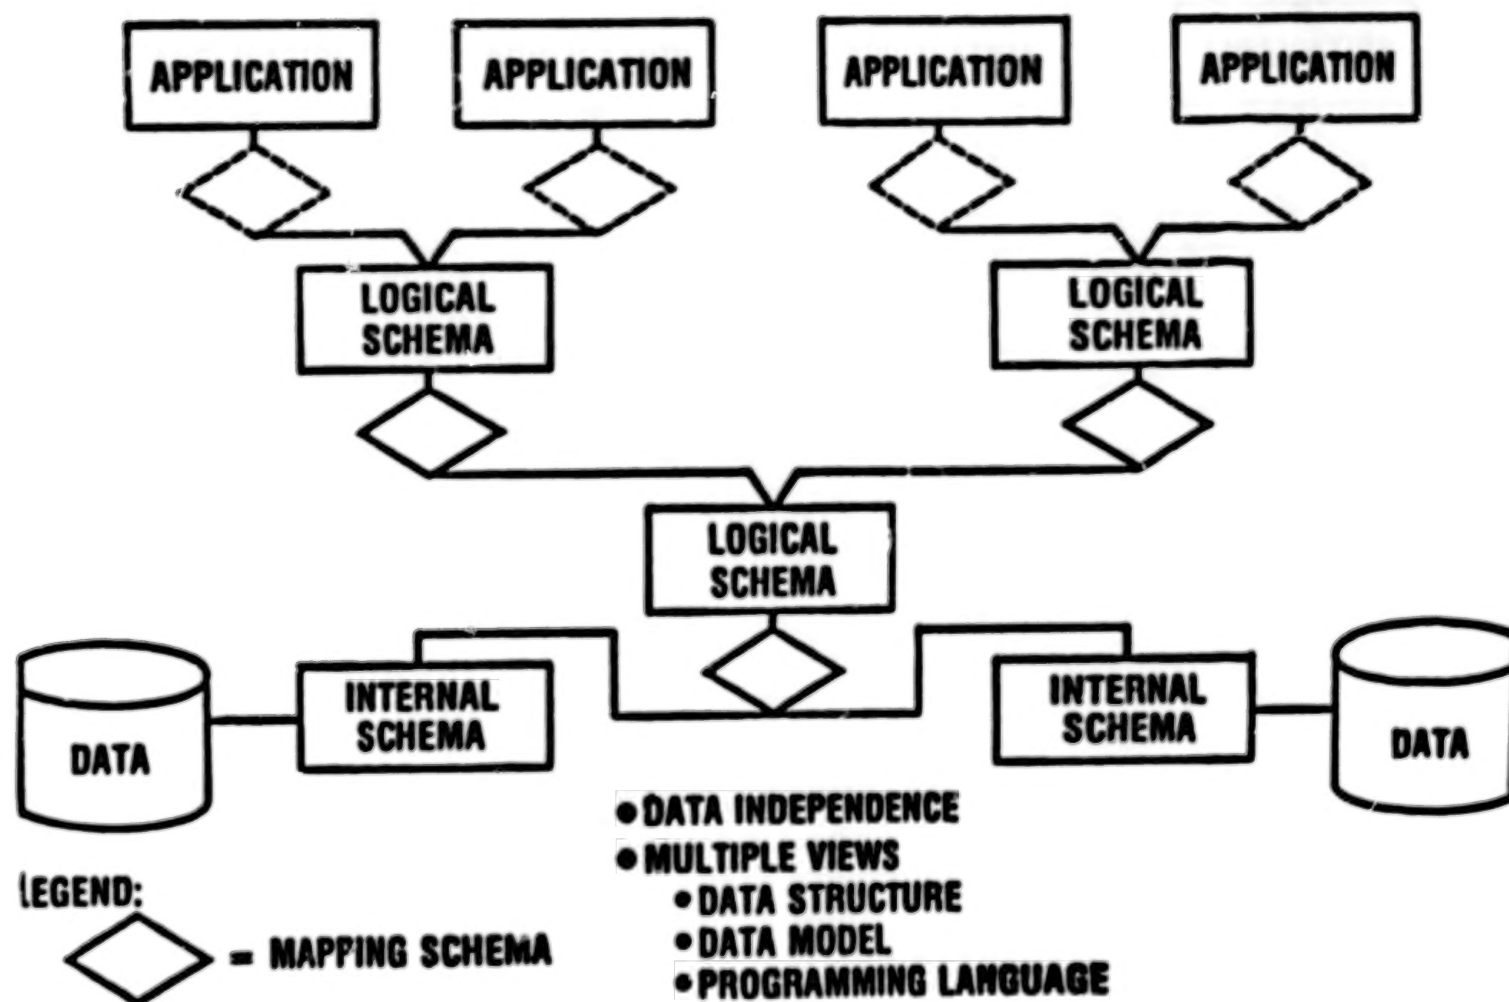 APPLICATION
APPLICATION
APPLICATION
APPLICATION
LOGICAL
SCHEMA
LOGICAL
SCHEMA
LOGICAL
SCHEMA
INTERNAL
SCHEMA
INTERNAL
SCHEMA
DATA
DATA
● DATA INDEPENDENCE
● MULTIPLE VIEWS
● DATA STRUCTURE
● DATA MODEL
● PROGRAMMING LANGUAGE
LEGEND:
= MAPPING SCHEMA